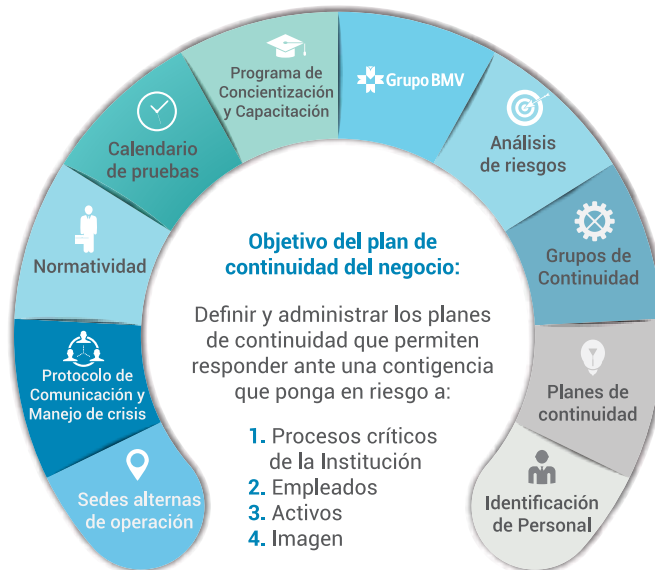 Programa de
Concientización
y Capacitación
Grupo BMV
Análisis
de riesgos
Grupos de
Continuidad
Planes de
continuidad
Identificación
de Personal
Calendario
de pruebas
Normatividad
Protocolo de
Comunicación y
Manejo de crisis
Sedes alternas
de operación
Objetivo del plan de
continuidad del negocio:
Definir y administrar los planes
de continuidad que permiten
responder ante una contigencia
que ponga en riesgo a:
1. Procesos críticos
de la Institución
2. Empleados
3. Activos
4. Imagen